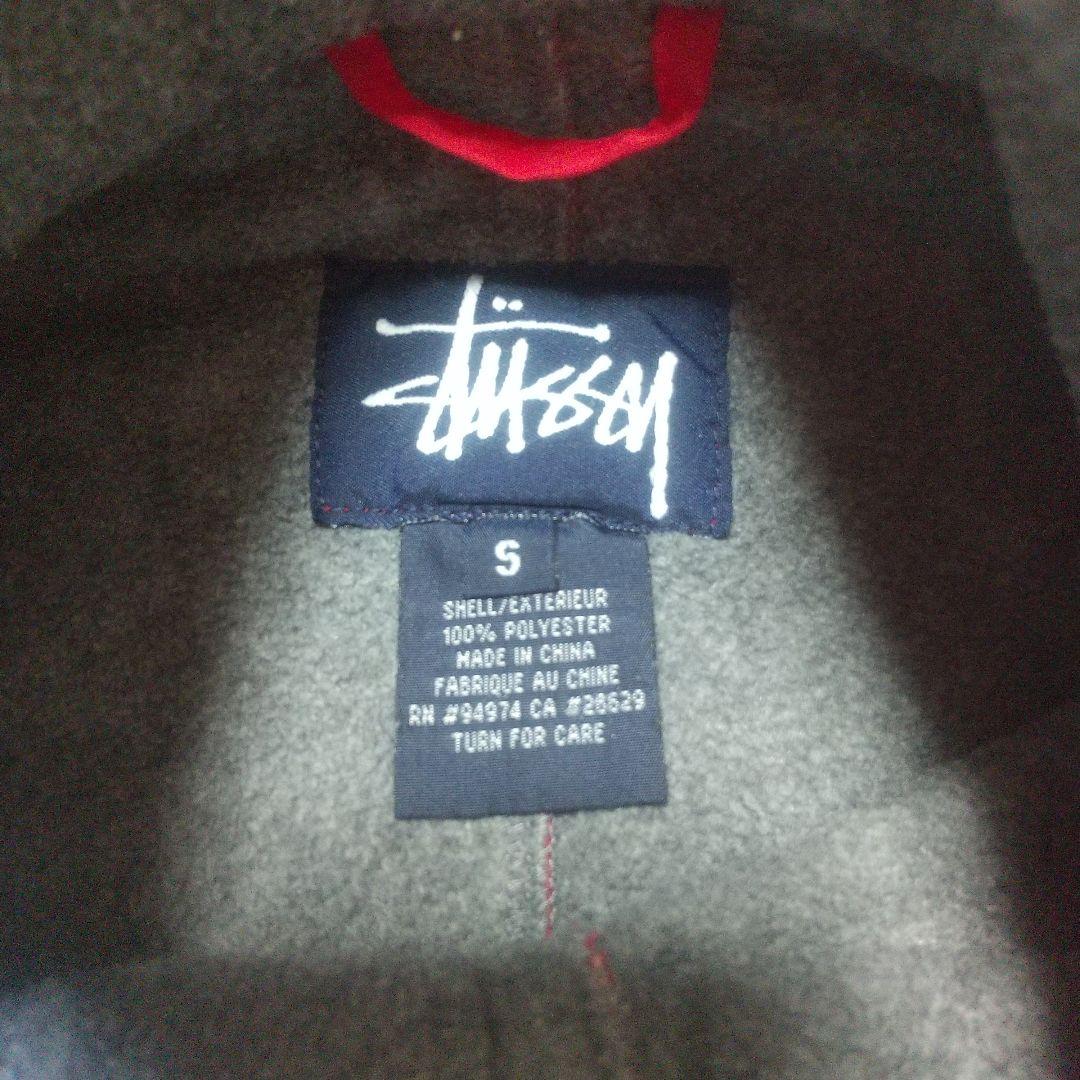 Stüssy
S
SHELL/EXTERIEUR
100% POLYESTER
MADE IN CHINA
FABRIQUE AU CHINE
RN #94974 CA #28629
TURN FOR CARE